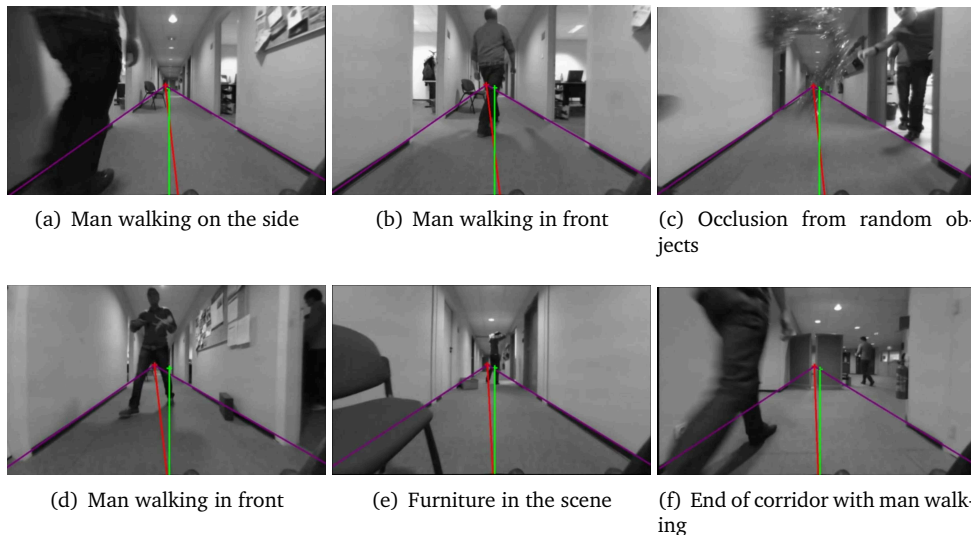 (a) Man walking on the side
(b) Man walking in front
(c) Occlusion from random ob-
jects
(d) Man walking in front
(e) Furniture in the scene
(f) End of corridor with man walk-
ing